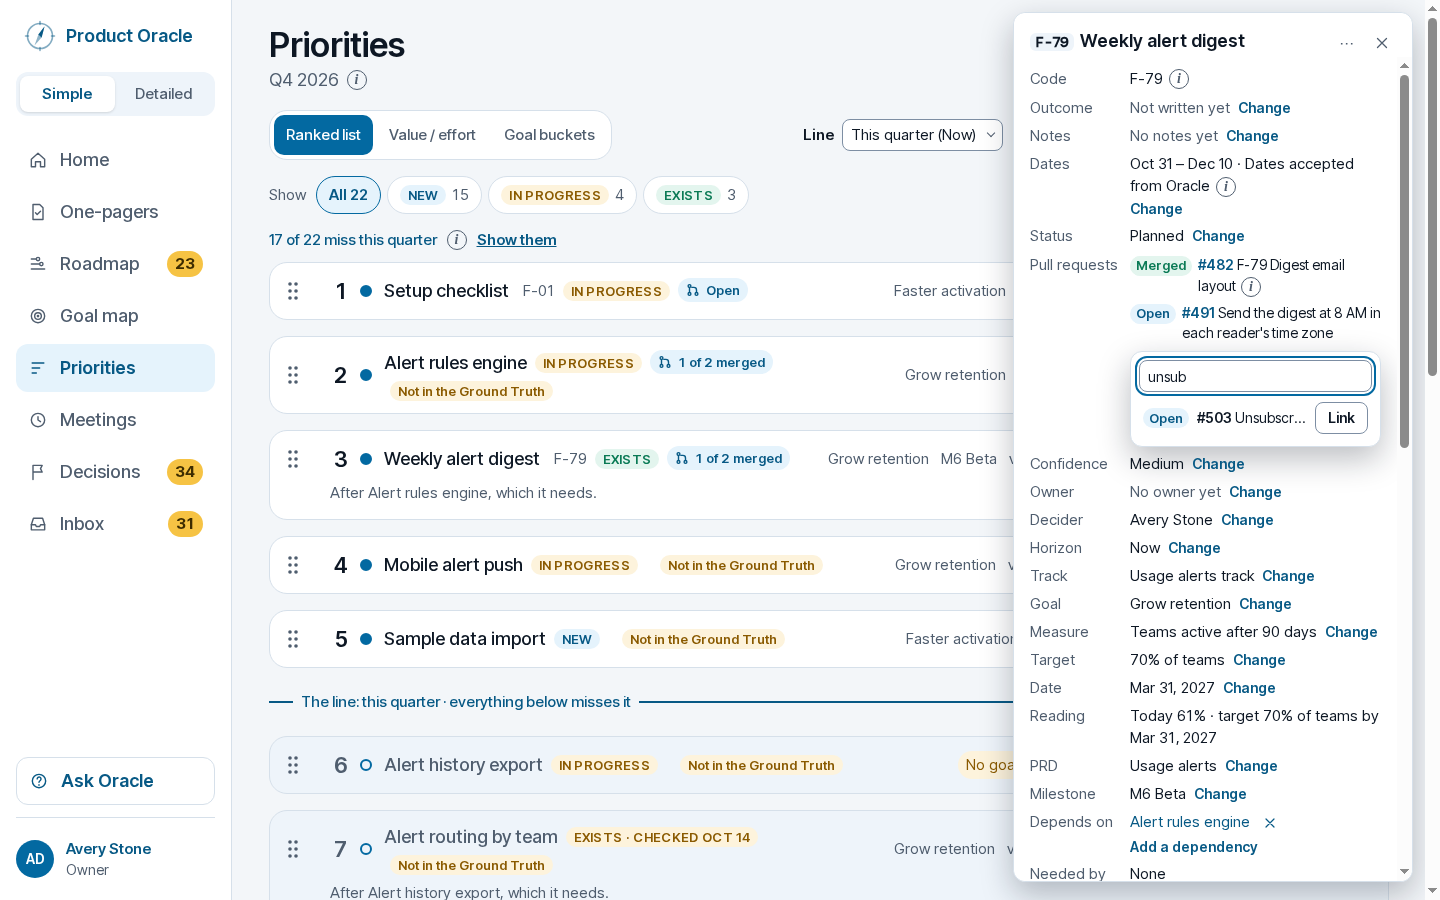 Product Oracle
Simple
Detailed
Home
One-pagers
Roadmap 23
Goal map
Priorities
Meetings
Decisions 34
Inbox 31
Ask Oracle
AD
Avery Stone
Owner
Priorities
Q4 2026 i
Ranked list
Value / effort
Goal buckets
Line This quarter (Now)
Show All 22 NEW 15 IN PROGRESS 4 EXISTS 3
17 of 22 miss this quarter i Show them
1 Setup checklist F-01 IN PROGRESS Open Faster activation
2 Alert rules engine IN PROGRESS 1 of 2 merged Grow retention
Not in the Ground Truth
3 Weekly alert digest F-79 EXISTS 1 of 2 merged Grow retention M6 Beta
After Alert rules engine, which it needs.
4 Mobile alert push IN PROGRESS Not in the Ground Truth Grow retention
5 Sample data import NEW Not in the Ground Truth Faster activation
The line: this quarter · everything below misses it
6 Alert history export IN PROGRESS Not in the Ground Truth No goa
7 Alert routing by team EXISTS · CHECKED OCT 14 Grow retention
Not in the Ground Truth
After Alert history export, which it needs.
F-79 Weekly alert digest ...
Code F-79 i
Outcome Not written yet Change
Notes No notes yet Change
Dates Oct 31 – Dec 10 · Dates accepted
from Oracle i
Change
Status Planned Change
Pull requests Merged #482 F-79 Digest email
layout i
Open #491 Send the digest at 8 AM in
each reader's time zone
unsub
Open #503 Unsubscr... Link
Confidence Medium Change
Owner No owner yet Change
Decider Avery Stone Change
Horizon Now Change
Track Usage alerts track Change
Goal Grow retention Change
Measure Teams active after 90 days Change
Target 70% of teams Change
Date Mar 31, 2027 Change
Reading Today 61% · target 70% of teams by
Mar 31, 2027
PRD Usage alerts Change
Milestone M6 Beta Change
Depends on Alert rules engine
Add a dependency
Needed by None